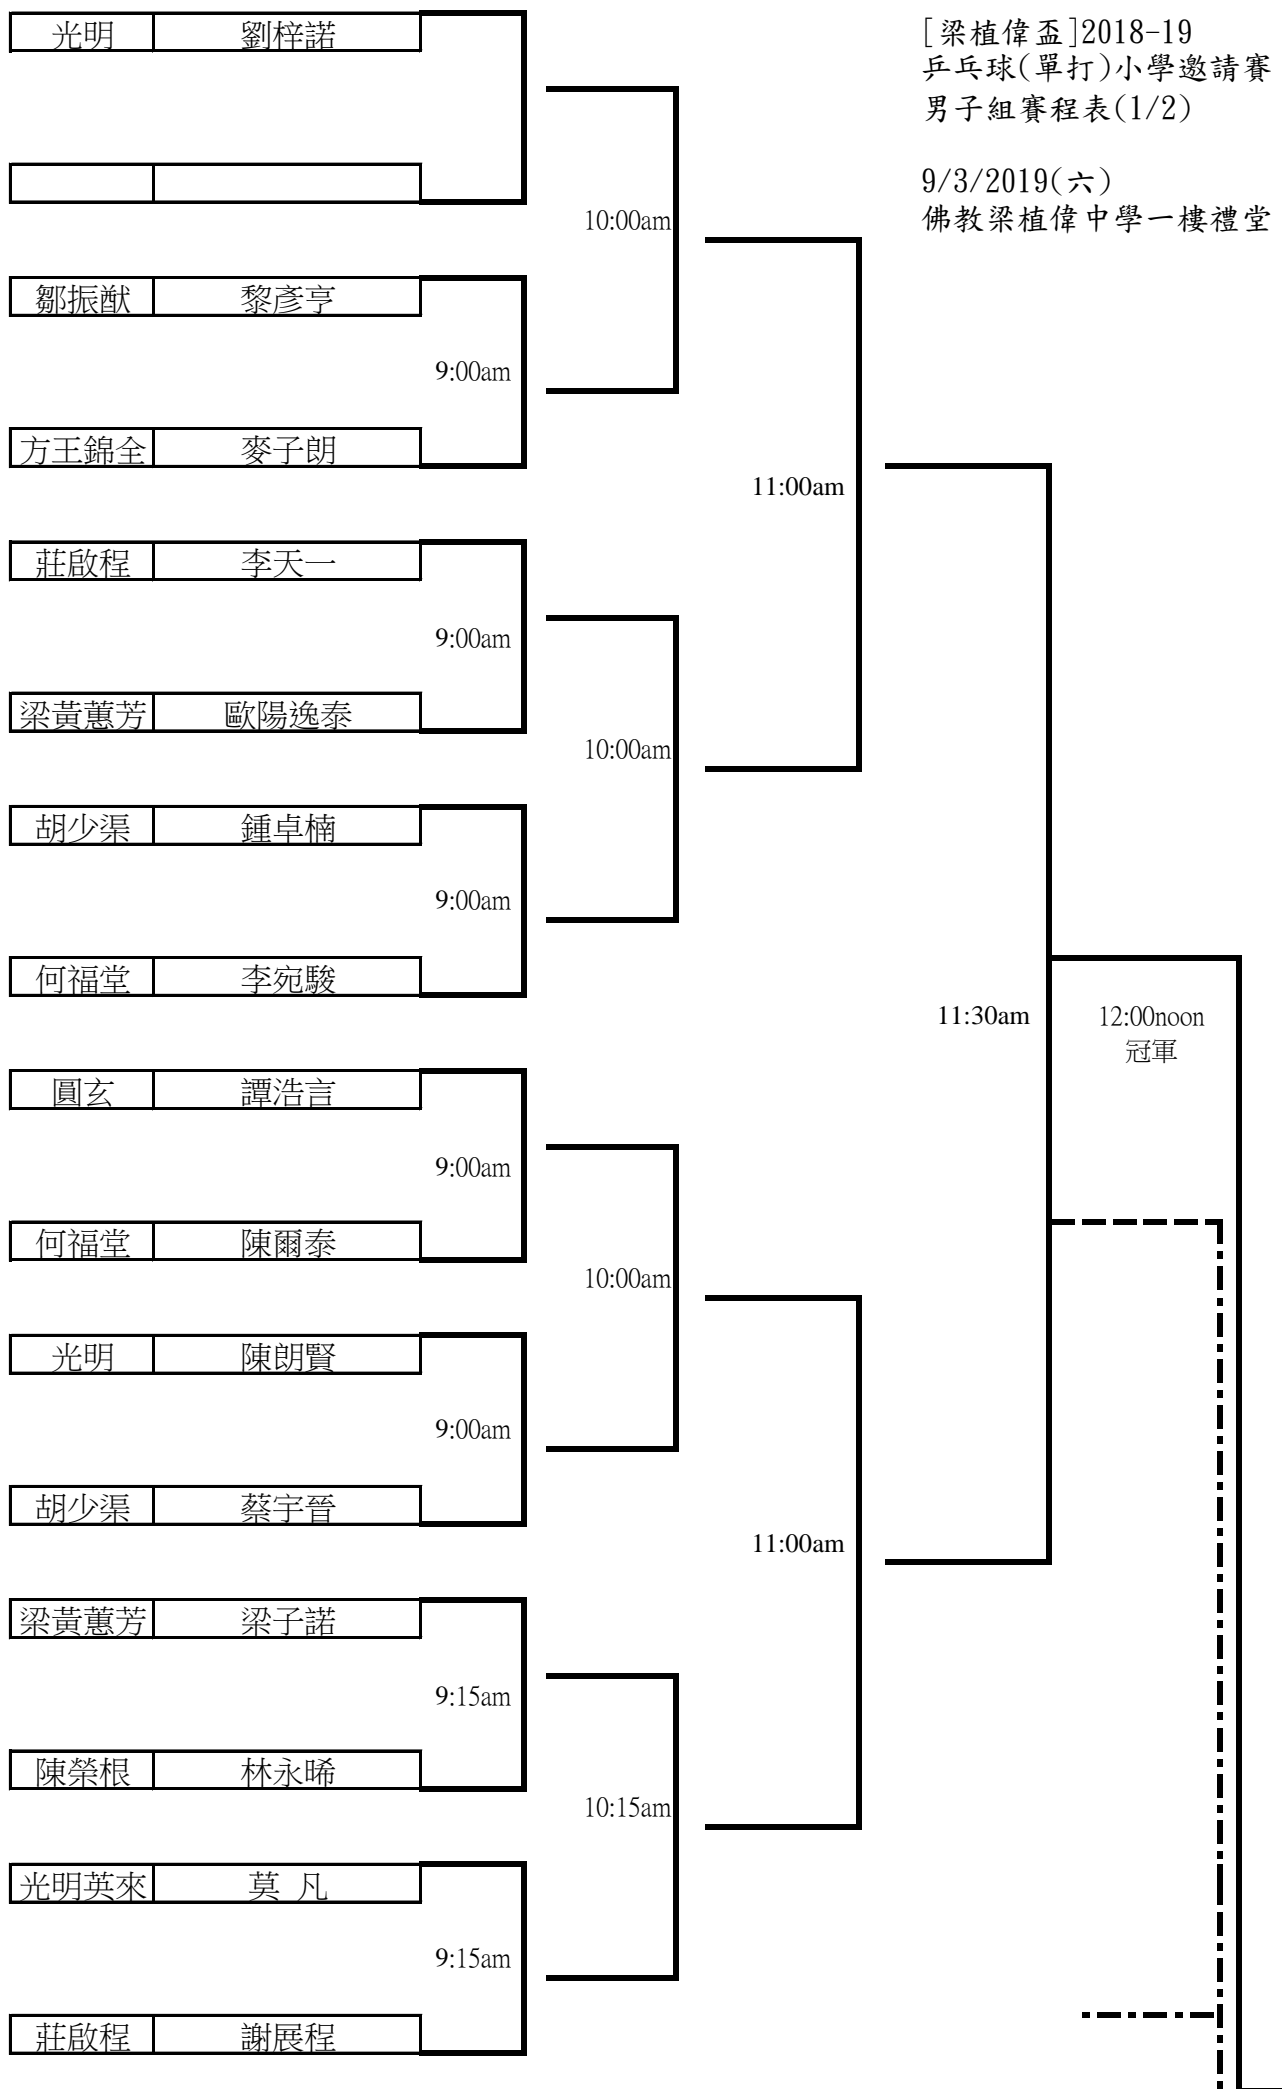 [梁植偉盃]2018-19
乒乓球(單打)小學邀請賽
男子組賽程表(1/2)
9/3/2019(六)
佛教梁植偉中學一樓禮堂
光明 劉梓諾
10:00am
鄒振猷 黎彥亨
9:00am
方王錦全 麥子朗
11:00am
莊啟程 李天一
9:00am
梁黃蕙芳 歐陽逸泰
10:00am
胡少渠 鍾卓楠
9:00am
何福堂 李宛駿
11:30am 12:00noon
冠軍
圓玄 譚浩言
9:00am
何福堂 陳爾泰
10:00am
光明 陳朗賢
9:00am
胡少渠 蔡宇晉
11:00am
梁黃蕙芳 梁子諾
9:15am
陳榮根 林永晞
10:15am
光明英來 莫 凡
9:15am
莊啟程 謝展程